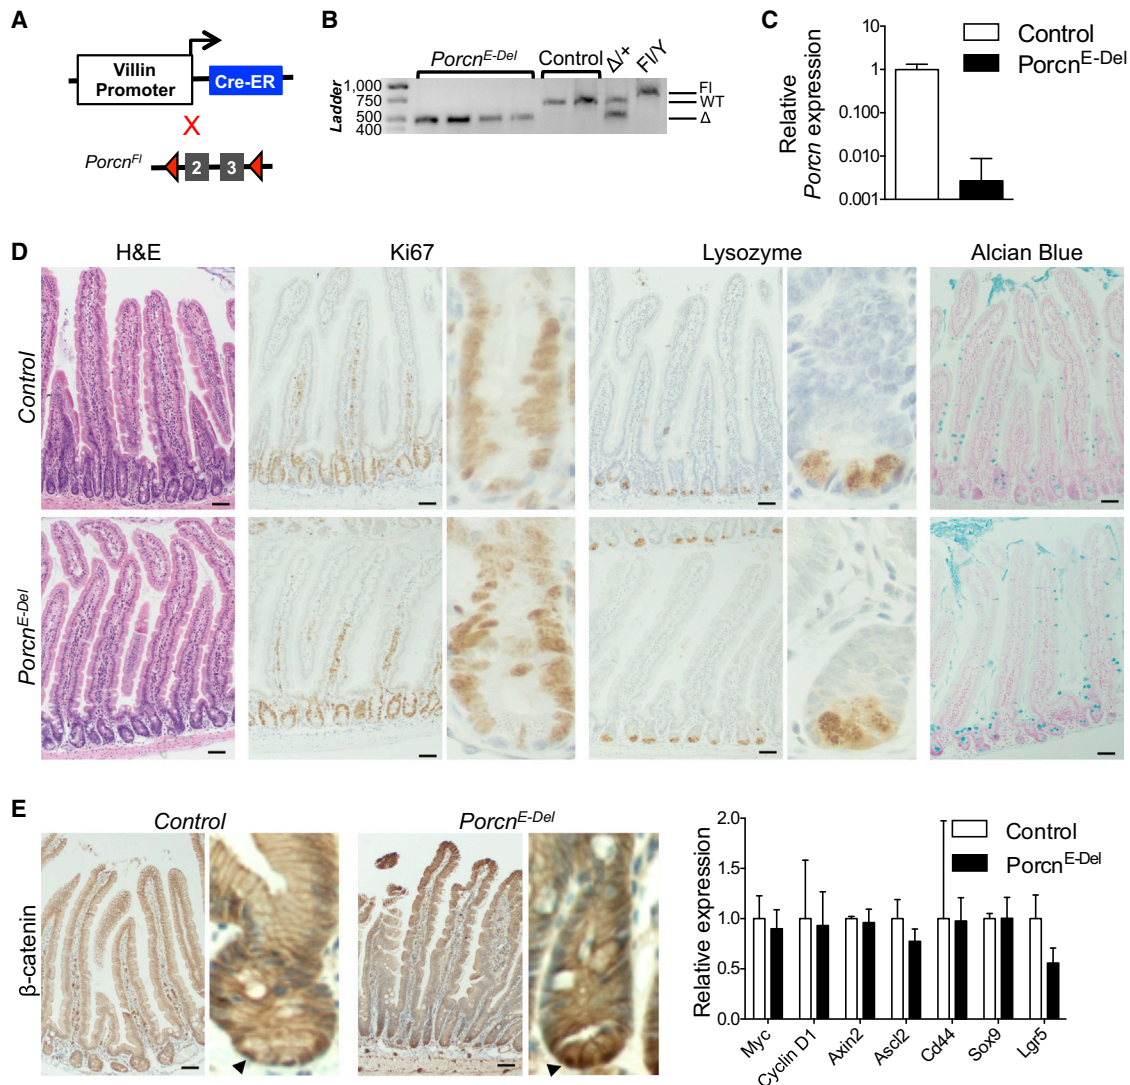 A
Villin
Promoter
Cre-ER
X
Porcn^Fl
2
3
B
Porcn^E-Del
Control
Δ/+
Fl/Y
Ladder
1,000
750
500
400
Fl
WT
Δ
C
Relative
Porcn expression
10
1
0.100
0.010
0.001
Control
Porcn^E-Del
D
H&E
Ki67
Lysozyme
Alcian Blue
Control
Porcn^E-Del
E
Control
Porcn^E-Del
β-catenin
Relative expression
2.0
1.5
1.0
0.5
0.0
Control
Porcn^E-Del
Myc
Cyclin D1
Axin2
Ascl2
Cd44
Sox9
Lgr5